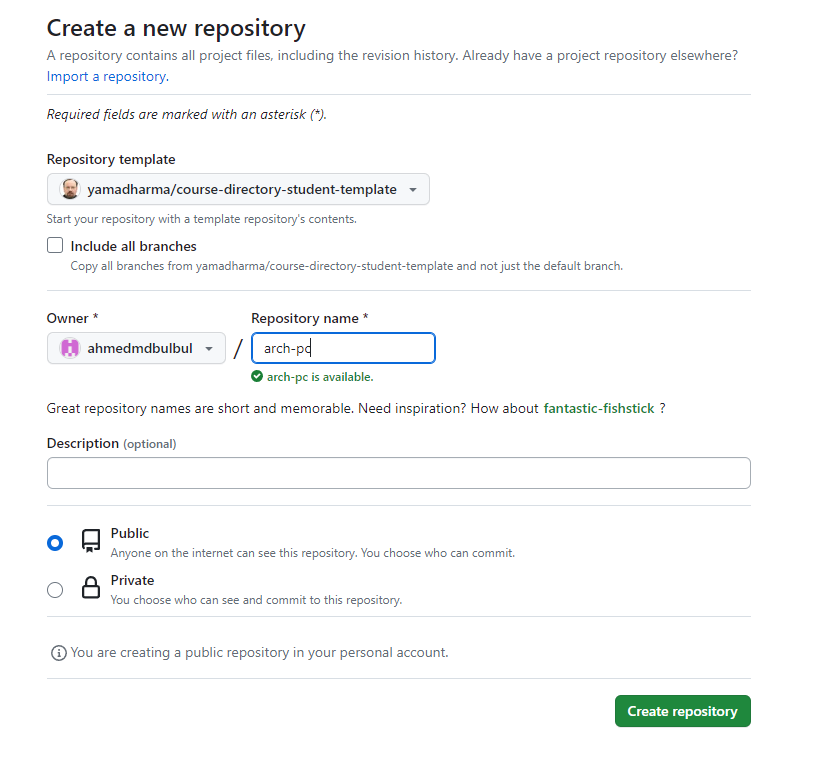 Create a new repository
A repository contains all project files, including the revision history. Already have a project repository elsewhere?
Import a repository.
Required fields are marked with an asterisk (*).
Repository template
yamadharma/course-directory-student-template
Start your repository with a template repository's contents.
Include all branches
Copy all branches from yamadharma/course-directory-student-template and not just the default branch.
Owner * Repository name *
ahmedmdbulbul / arch-pc
arch-pc is available.
Great repository names are short and memorable. Need inspiration? How about fantastic-fishstick ?
Description (optional)
Public
Anyone on the internet can see this repository. You choose who can commit.
Private
You choose who can see and commit to this repository.
You are creating a public repository in your personal account.
Create repository